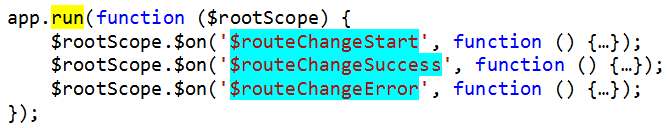 app.run(function ($rootScope) {
    $rootScope.$on('$routeChangeStart', function () {…});
    $rootScope.$on('$routeChangeSuccess', function () {…});
    $rootScope.$on('$routeChangeError', function () {…});
});